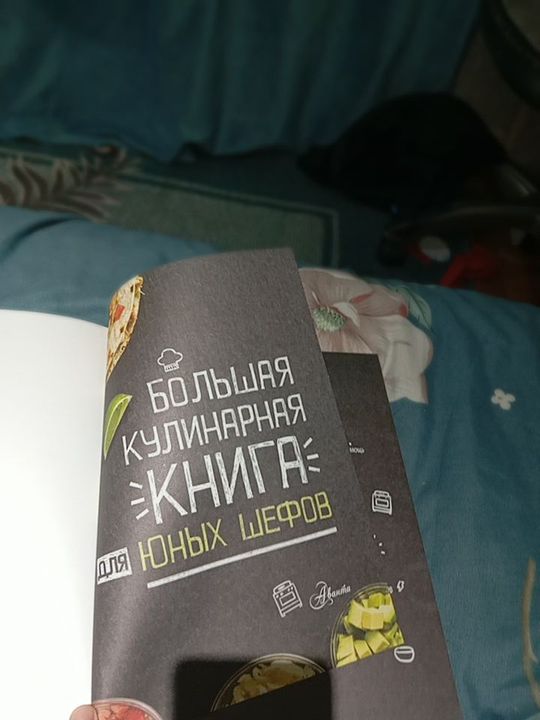 БОЛЬШАЯ
КУЛИНАРНАЯ
КНИГА
ДЛЯ ЮНЫХ ШЕФОВ
Аванта